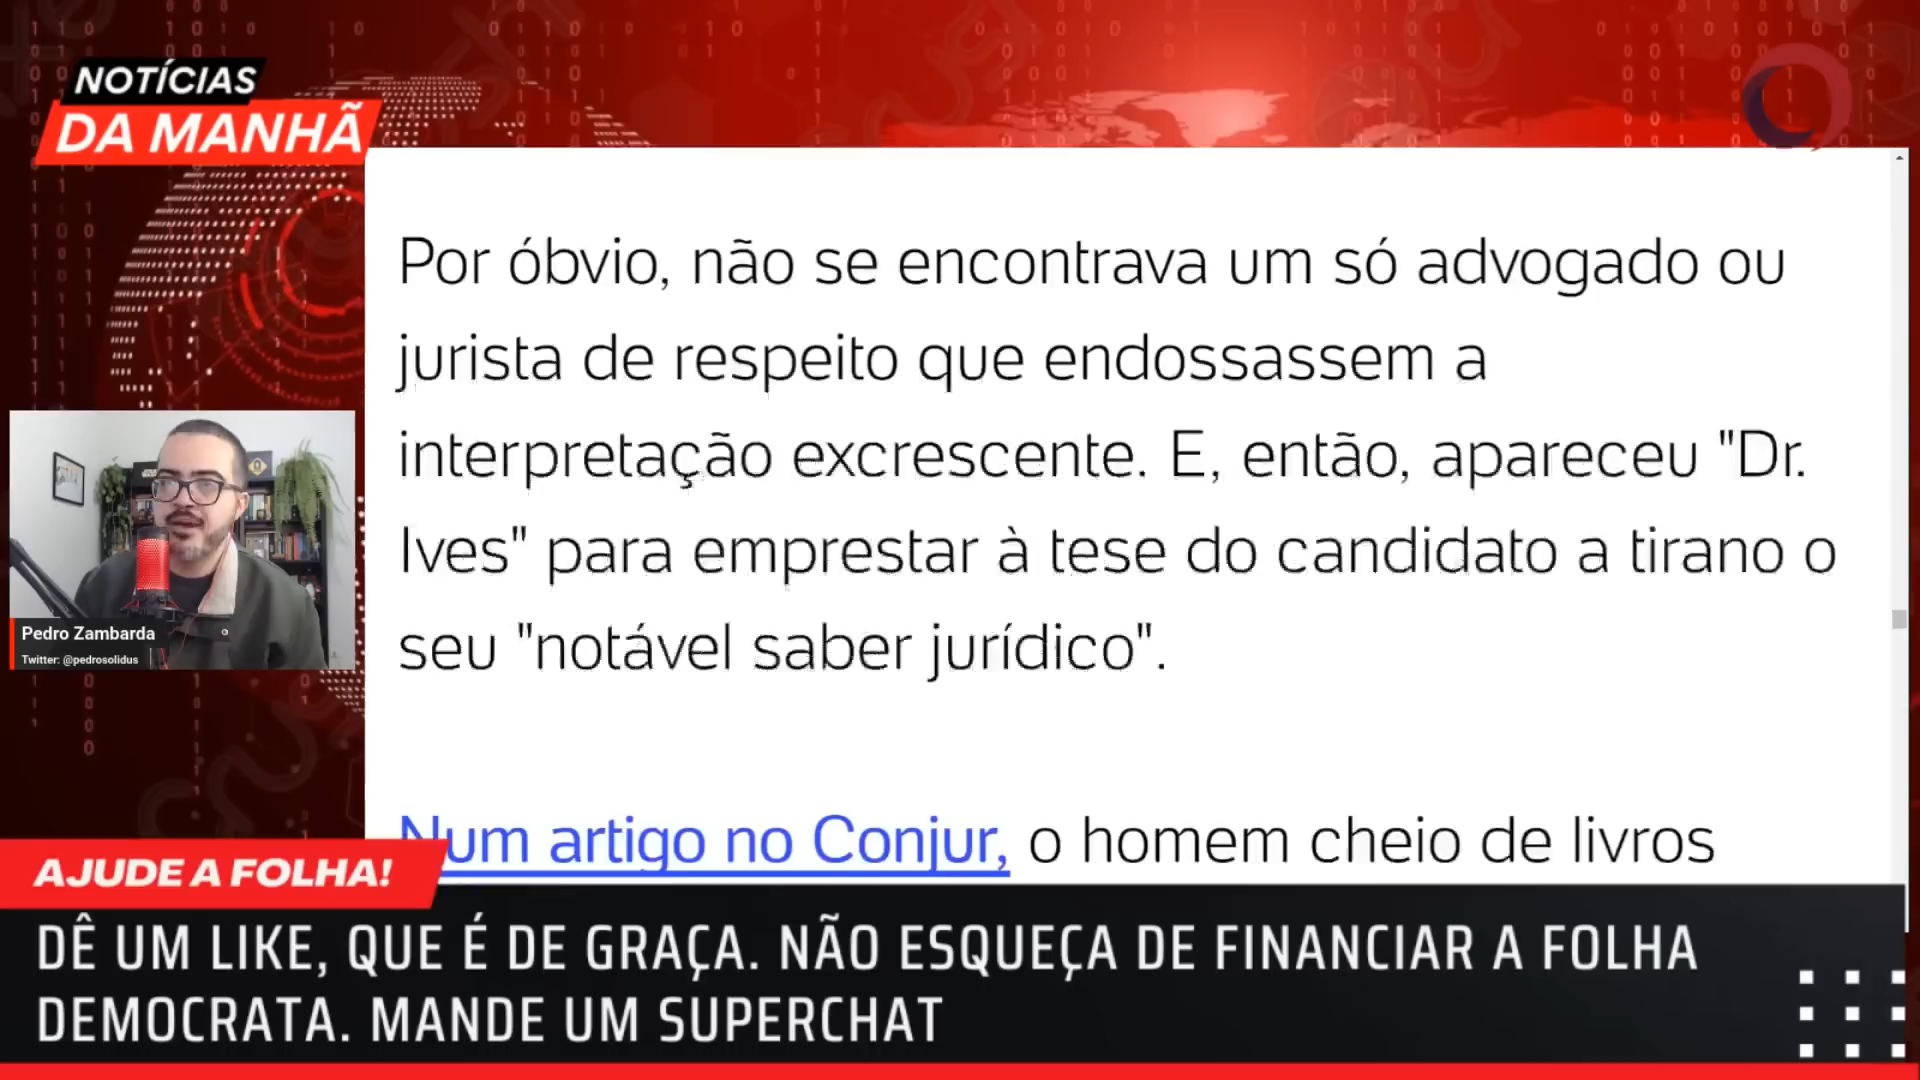 NOTÍCIAS
DA MANHÃ
Por óbvio, não se encontrava um só advogado ou
jurista de respeito que endossassem a
interpretação excrescente. E, então, apareceu "Dr.
Ives" para emprestar à tese do candidato a tirano o
seu "notável saber jurídico".
Num artigo no Conjur, o homem cheio de livros
Pedro Zambarda
Twitter: @pedrosolidus
AJUDE A FOLHA!
DÊ UM LIKE, QUE É DE GRAÇA. NÃO ESQUEÇA DE FINANCIAR A FOLHA
DEMOCRATA. MANDE UM SUPERCHAT